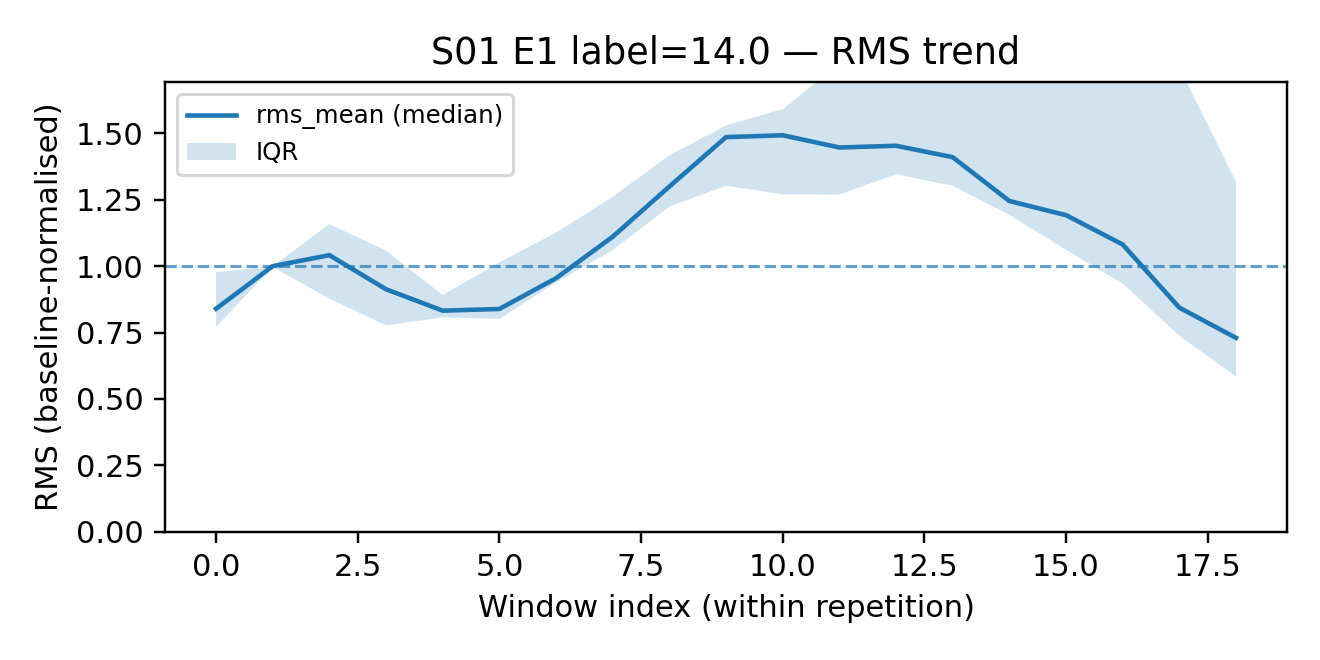 S01 E1 label=14.0 — RMS trend
rms_mean (median)
IQR
RMS (baseline-normalised)
1.50
1.25
1.00
0.75
0.50
0.25
0.00
0.0 2.5 5.0 7.5 10.0 12.5 15.0 17.5
Window index (within repetition)